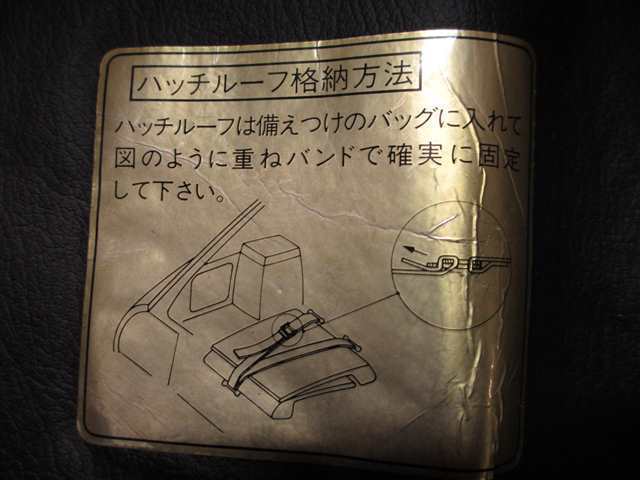 ハッチルーフ格納方法
ハッチルーフは備えつけのバッグに入れて
図のように重ねバンドで確実に固定
して下さい。